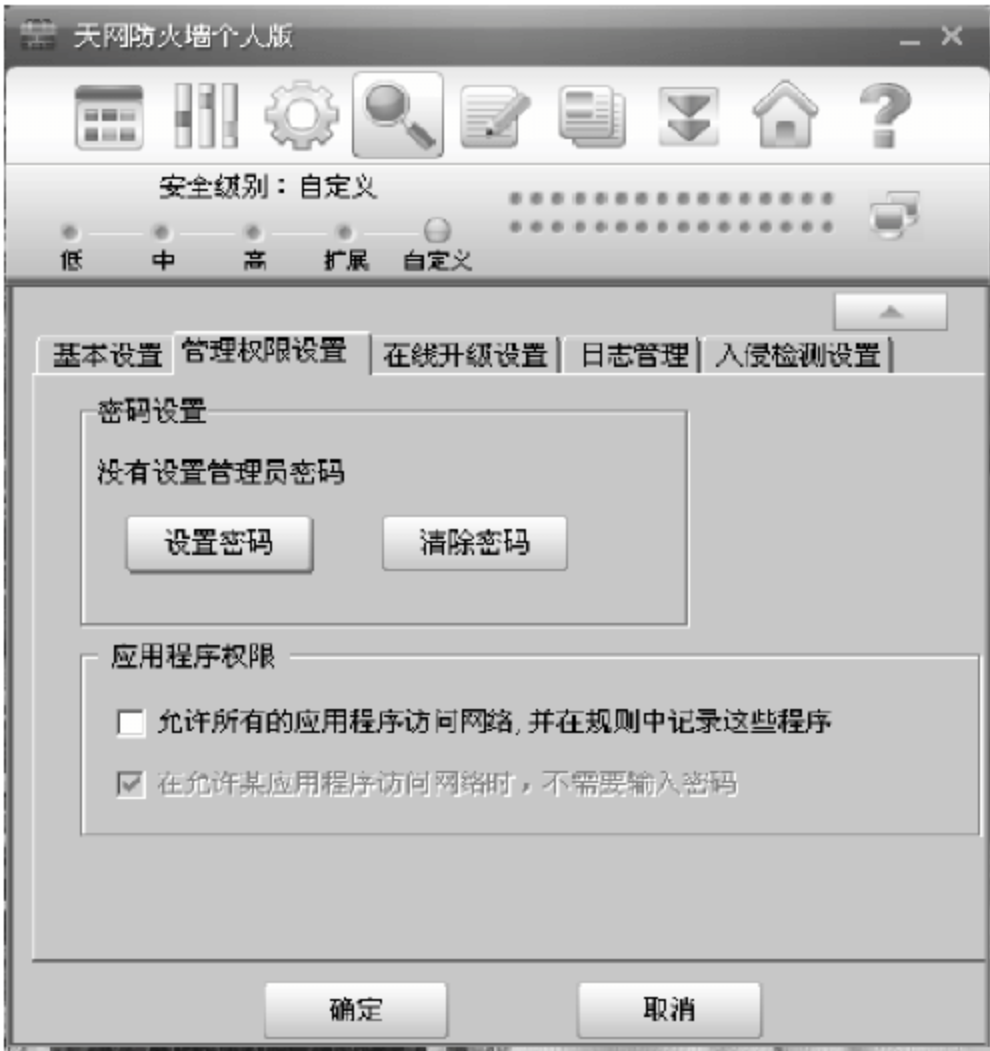 天网防火墙个人版
安全级别：自定义
低 中 高 扩展 自定义
基本设置 管理权限设置 在线升级设置 日志管理 入侵检测设置
密码设置
没有设置管理员密码
设置密码 清除密码
应用程序权限
允许所有的应用程序访问网络,并在规则中记录这些程序
在允许某应用程序访问网络时，不需要输入密码
确定 取消